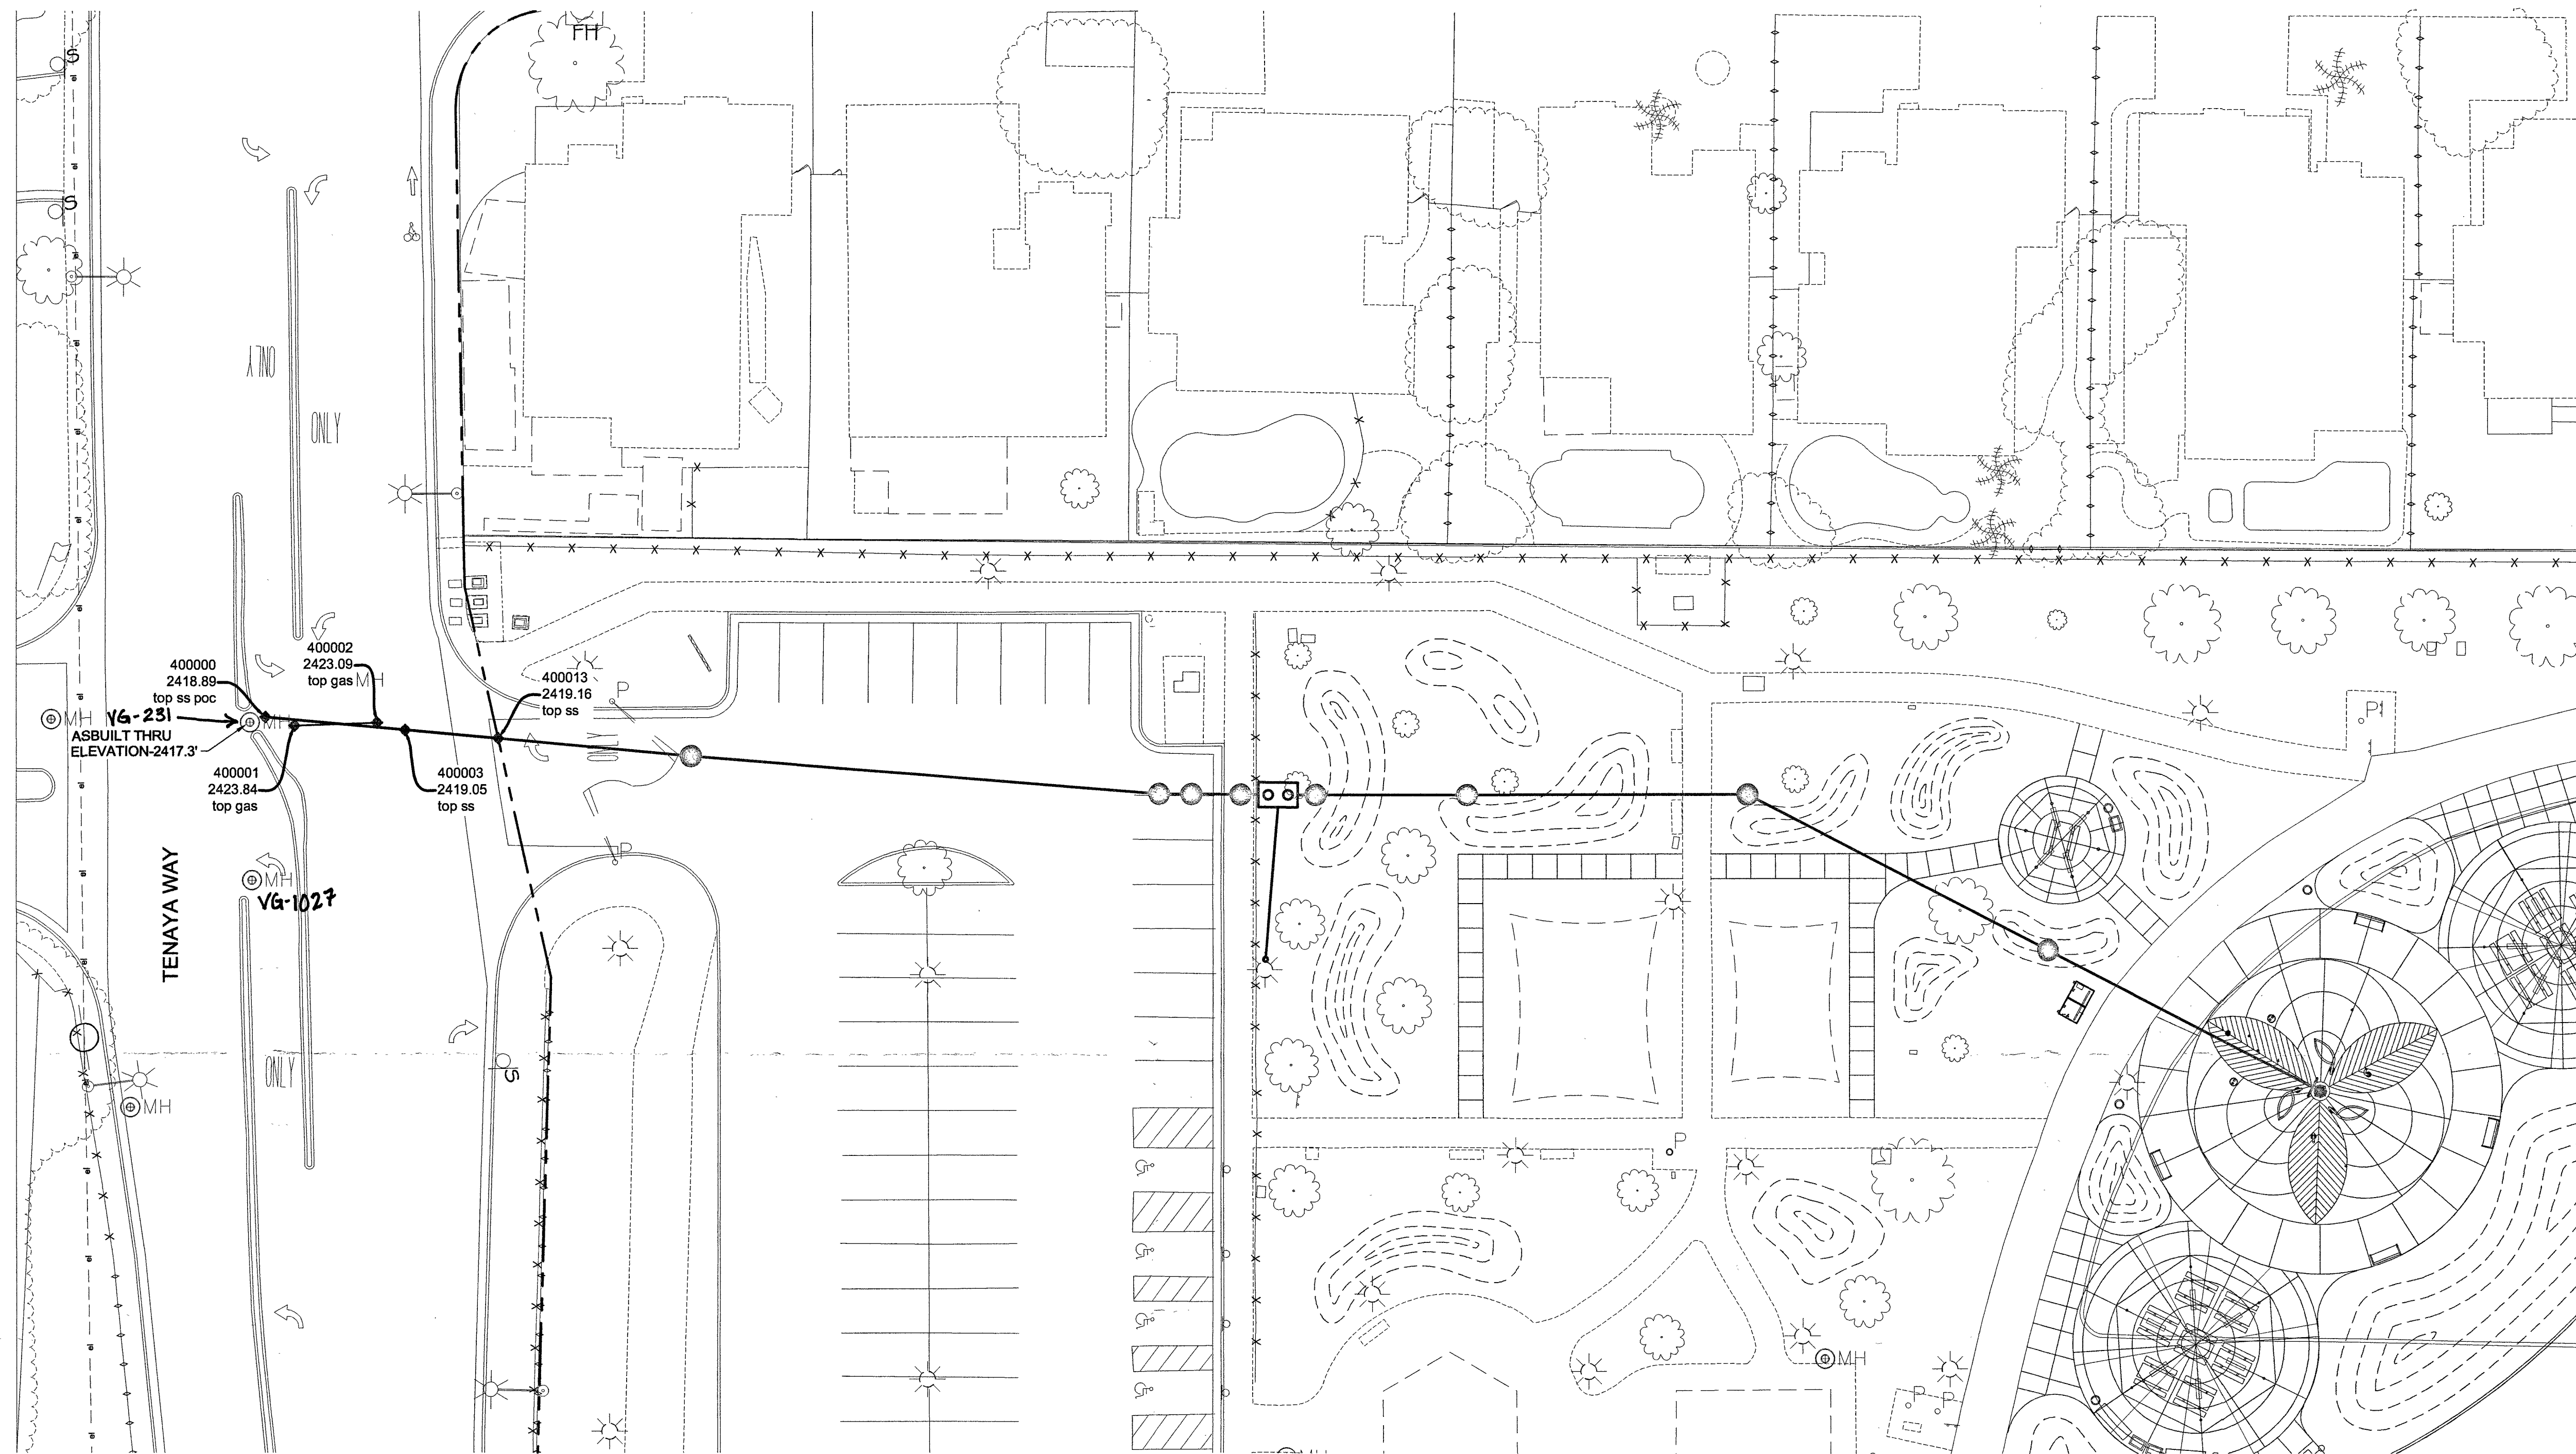 FH
S
S
ONLY
ONLY
400002
2423.09
top gas
MH
400000
2418.89
top ss poc
400013
2419.16
top ss
P
MH
VG-231
MH
ASBUILT THRU
ELEVATION-2417.3'
400001
2423.84
top gas
400003
2419.05
top ss
ONLY
P
P
MH
VG-1027
TENAYA WAY
ONLY
S
MH
P
MH
P
P
MH